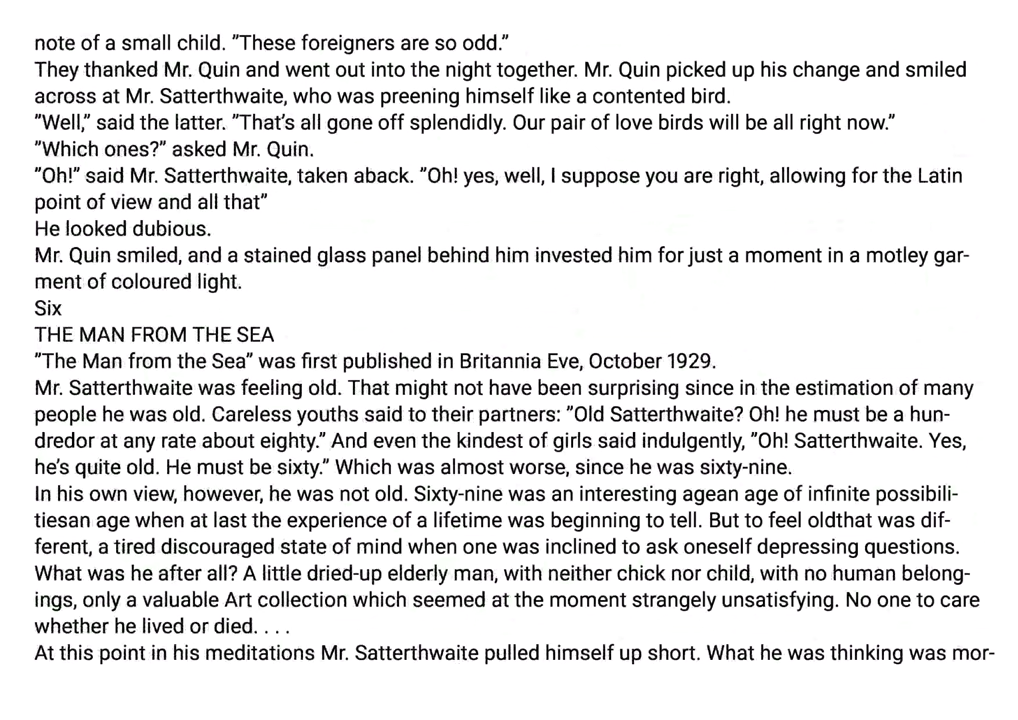 note of a small child. "These foreigners are so odd."
They thanked Mr. Quin and went out into the night together. Mr. Quin picked up his change and smiled
across at Mr. Satterthwaite, who was preening himself like a contented bird.
"Well," said the latter. "That's all gone off splendidly. Our pair of love birds will be all right now."
"Which ones?" asked Mr. Quin.
"Oh!" said Mr. Satterthwaite, taken aback. "Oh! yes, well, I suppose you are right, allowing for the Latin
point of view and all that"
He looked dubious.
Mr. Quin smiled, and a stained glass panel behind him invested him for just a moment in a motley gar-
ment of coloured light.
Six
THE MAN FROM THE SEA
"The Man from the Sea" was first published in Britannia Eve, October 1929.
Mr. Satterthwaite was feeling old. That might not have been surprising since in the estimation of many
people he was old. Careless youths said to their partners: "Old Satterthwaite? Oh! he must be a hun-
dredor at any rate about eighty." And even the kindest of girls said indulgently, "Oh! Satterthwaite. Yes,
he's quite old. He must be sixty." Which was almost worse, since he was sixty-nine.
In his own view, however, he was not old. Sixty-nine was an interesting agean age of infinite possibili-
tiesan age when at last the experience of a lifetime was beginning to tell. But to feel oldthat was dif-
ferent, a tired discouraged state of mind when one was inclined to ask oneself depressing questions.
What was he after all? A little dried-up elderly man, with neither chick nor child, with no human belong-
ings, only a valuable Art collection which seemed at the moment strangely unsatisfying. No one to care
whether he lived or died. . . .
At this point in his meditations Mr. Satterthwaite pulled himself up short. What he was thinking was mor-